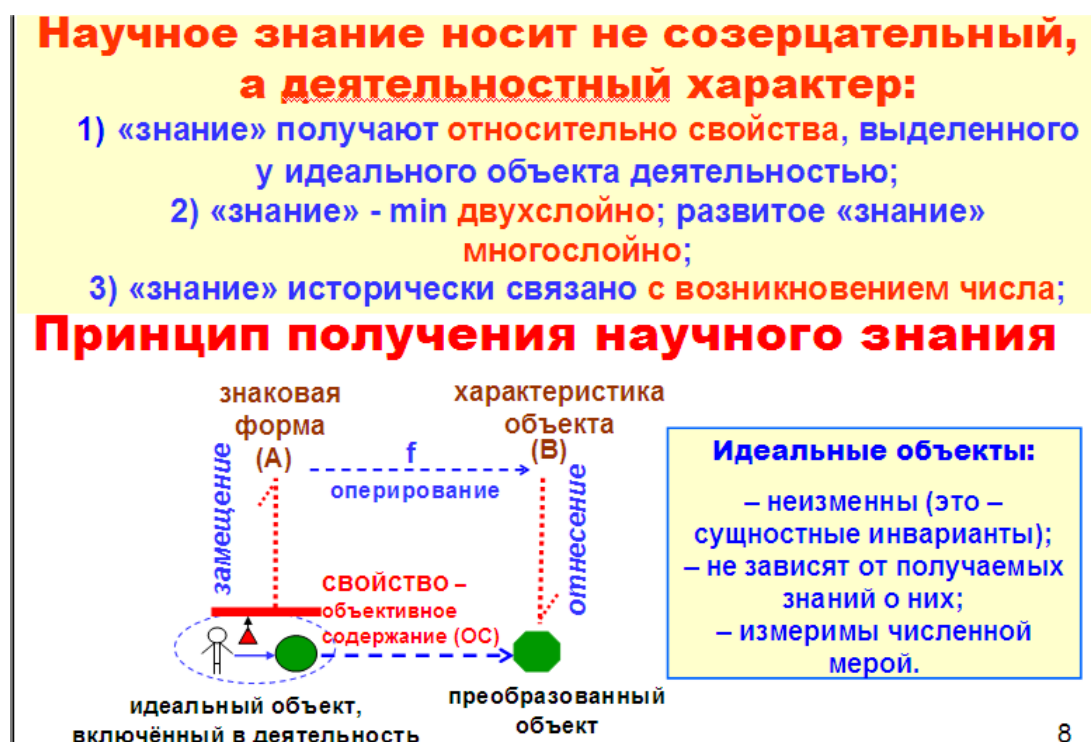 Научное знание носит не созерцательный,
а деятельностный характер:
1) «знание» получают относительно свойства, выделенного
у идеального объекта деятельностью;
2) «знание» - min двухслойно; развитое «знание»
многослойно;
3) «знание» исторически связано с возникновением числа;
Принцип получения научного знания
знаковая
форма
(А)
замещение
f
оперирование
характеристика
объекта
(В)
отнесение
СВОЙСТВО –
объективное
содержание (ОС)
идеальный объект,
включённый в деятельность
преобразованный
объект
Идеальные объекты:
– неизменны (это –
сущностные инварианты);
– не зависят от получаемых
знаний о них;
– измеримы численной
мерой.
8